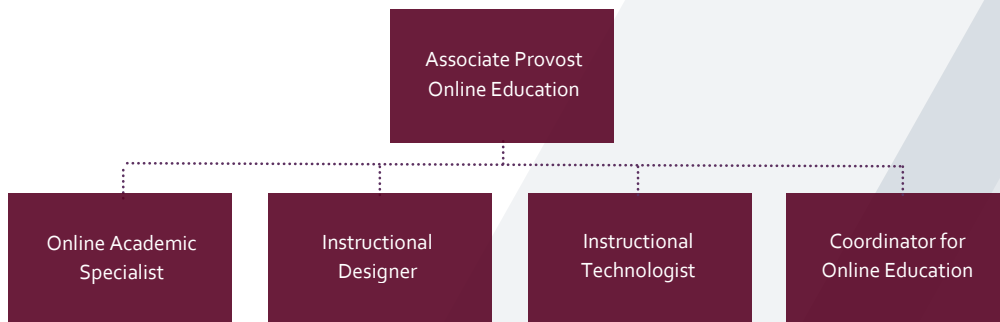 Associate Provost
Online Education
Online Academic
Specialist
Instructional
Designer
Instructional
Technologist
Coordinator for
Online Education